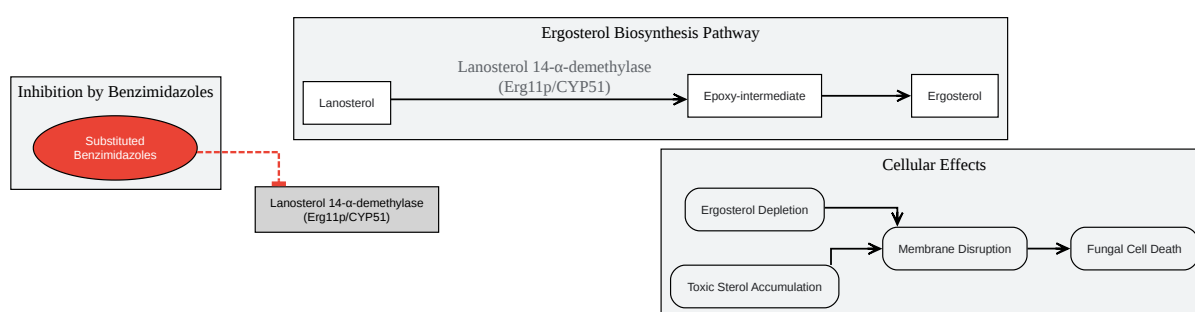 Ergosterol Biosynthesis Pathway
Lanosterol 14-α-demethylase
(Erg11p/CYP51)
Lanosterol
Epoxy-intermediate
Ergosterol
Inhibition by Benzimidazoles
Substituted
Benzimidazoles
Lanosterol 14-α-demethylase
(Erg11p/CYP51)
Cellular Effects
Ergosterol Depletion
Membrane Disruption
Fungal Cell Death
Toxic Sterol Accumulation